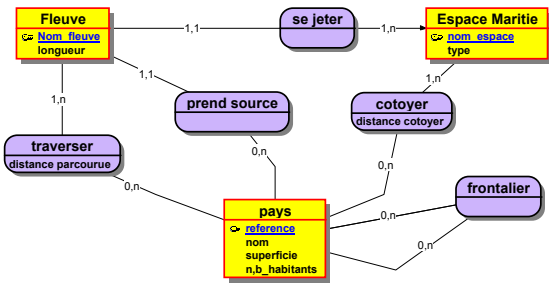 Fleuve
Nom_fleuve
longueur
1,1
se jeter
1,n
Espace Maritie
nom_espace
type
1,n
1,1
1,n
prend source
cotoyer
distance cotoyer
traverser
distance parcourue
0,n
0,n
0,n
frontalier
pays
reference
nom
superficie
n,b_habitants
0,n
0,n